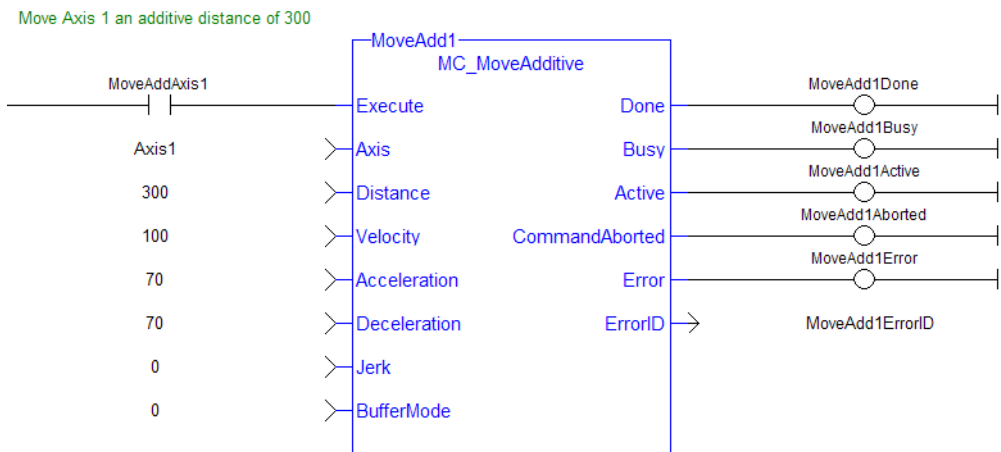 Move Axis 1 an additive distance of 300
MoveAdd1
MC_MoveAdditive
MoveAddAxis1
Execute
Done
MoveAdd1Done
Axis1
Axis
Busy
MoveAdd1Busy
300
Distance
Active
MoveAdd1Active
100
Velocity
CommandAborted
MoveAdd1Aborted
70
Acceleration
Error
MoveAdd1Error
70
Deceleration
ErrorID
MoveAdd1ErrorID
0
Jerk
0
BufferMode